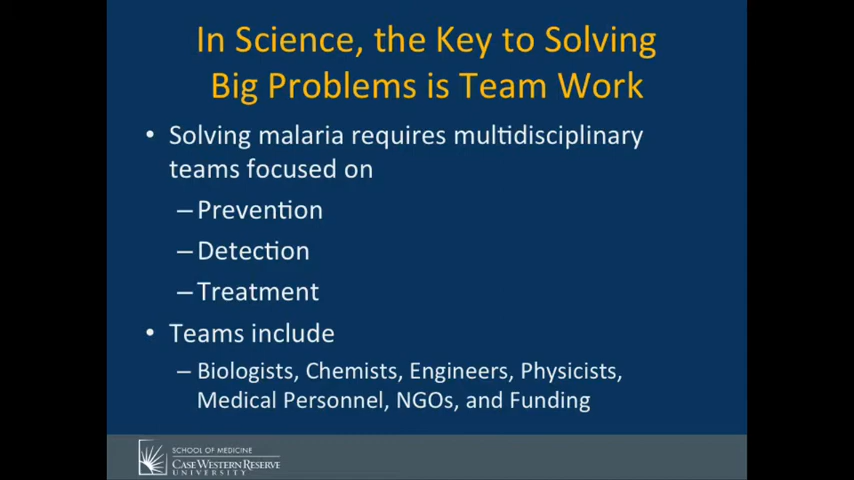 In Science, the Key to Solving
Big Problems is Team Work
• Solving malaria requires multidisciplinary
teams focused on
–Prevention
–Detection
–Treatment
• Teams include
– Biologists, Chemists, Engineers, Physicists,
Medical Personnel, NGOs, and Funding
SCHOOL OF MEDICINE
CASE WESTERN RESERVE
UNIVERSITY